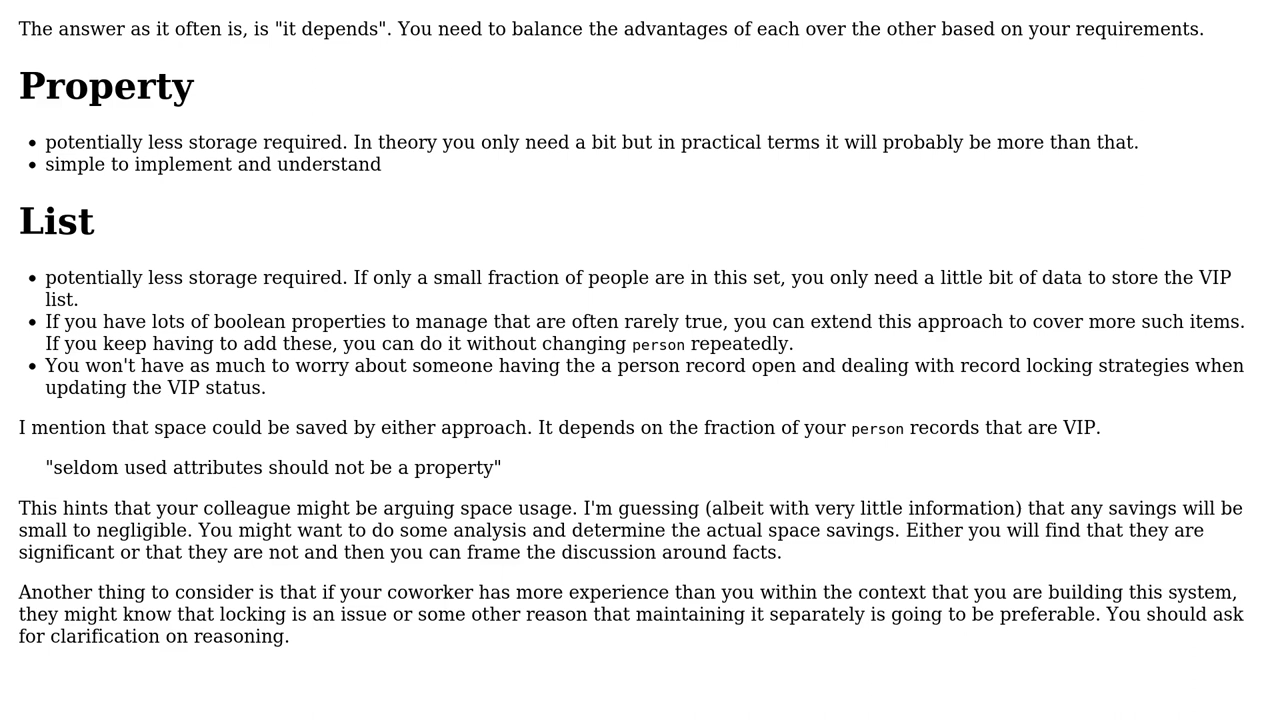 The answer as it often is, is "it depends". You need to balance the advantages of each over the other based on your requirements.
Property
• potentially less storage required. In theory you only need a bit but in practical terms it will probably be more than that.
• simple to implement and understand
List
• potentially less storage required. If only a small fraction of people are in this set, you only need a little bit of data to store the VIP
list.
• If you have lots of boolean properties to manage that are often rarely true, you can extend this approach to cover more such items.
If you keep having to add these, you can do it without changing person repeatedly.
• You won't have as much to worry about someone having the a person record open and dealing with record locking strategies when
updating the VIP status.
I mention that space could be saved by either approach. It depends on the fraction of your person records that are VIP.
"seldom used attributes should not be a property"
This hints that your colleague might be arguing space usage. I'm guessing (albeit with very little information) that any savings will be
small to negligible. You might want to do some analysis and determine the actual space savings. Either you will find that they are
significant or that they are not and then you can frame the discussion around facts.
Another thing to consider is that if your coworker has more experience than you within the context that you are building this system,
they might know that locking is an issue or some other reason that maintaining it separately is going to be preferable. You should ask
for clarification on reasoning.